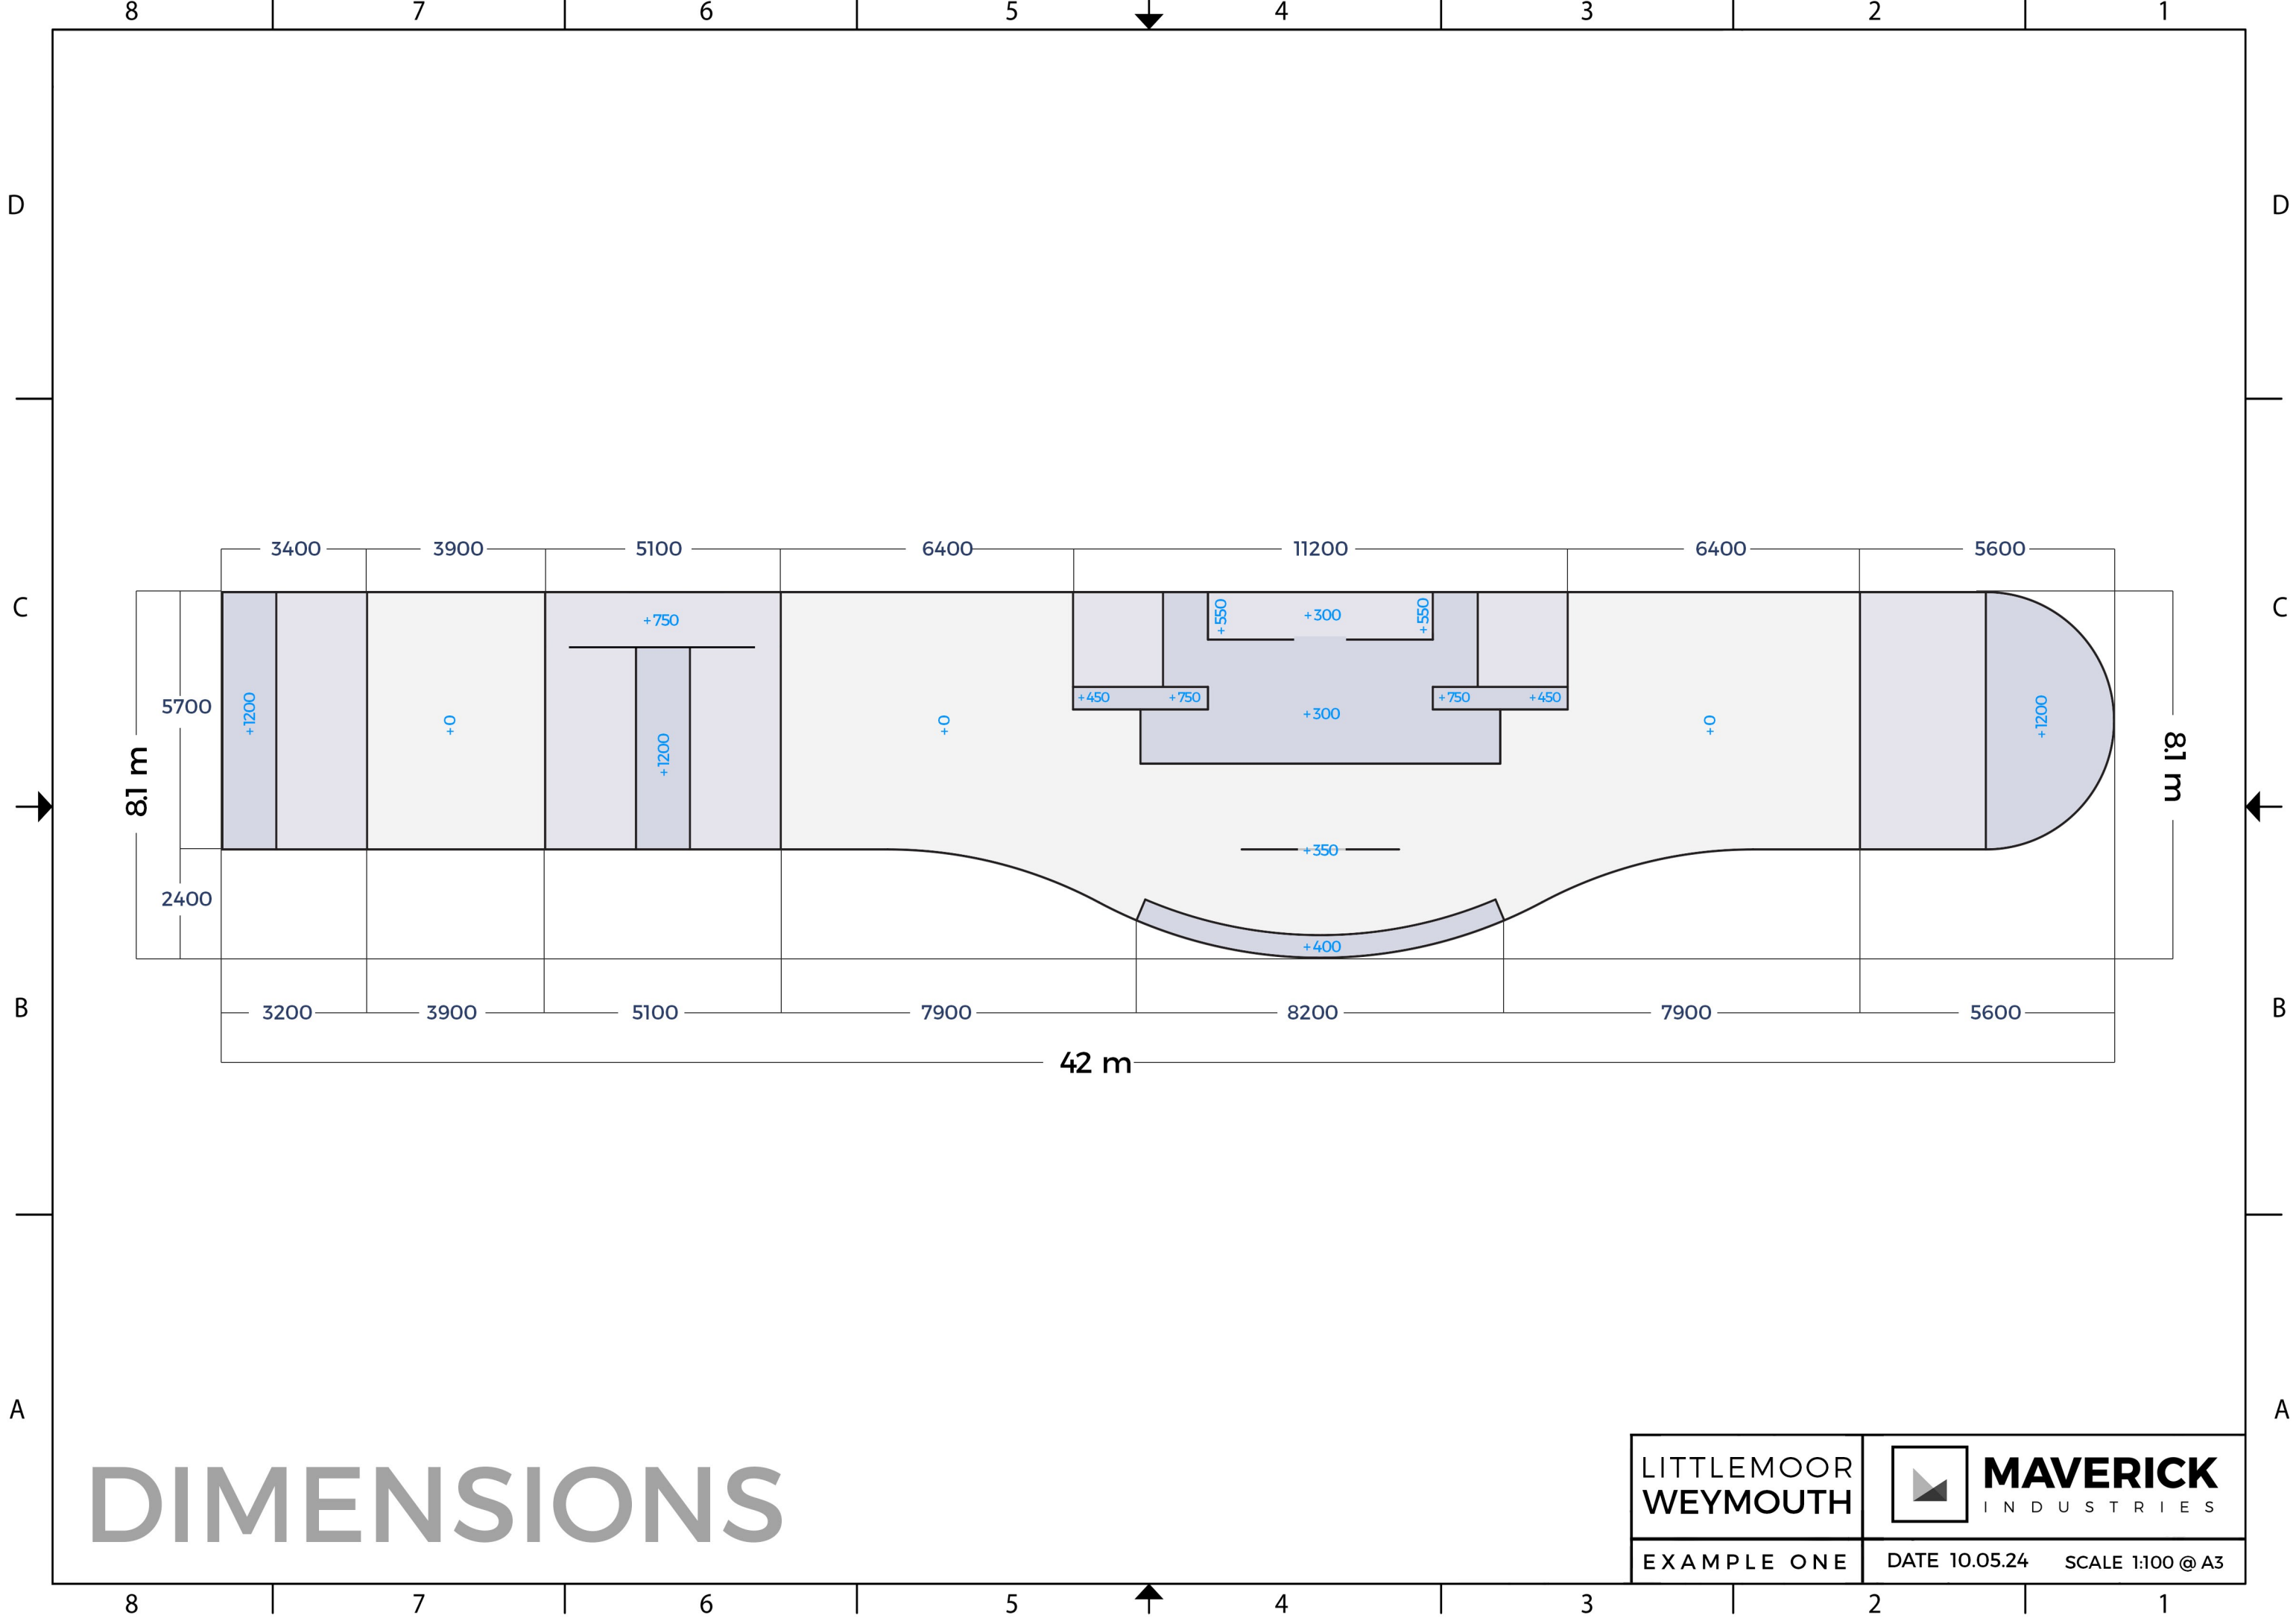 8 7 6 5 4 3 2 1
D D
3400 3900 5100 6400 11200 6400 5600
C C
+750 +550 +300 +550
5700 +1200 +0 +1200 +0 +450 +750 +300 +750 +450 +0 +1200
8.1 m 8.1 m
+350
2400
+400
B B
3200 3900 5100 7900 8200 7900 5600
42 m
A A
DIMENSIONS
LITTLEMOOR
WEYMOUTH
MAVERICK
INDUSTRIES
EXAMPLE ONE
DATE 10.05.24
SCALE 1:100 @ A3
8 7 6 5 4 3 2 1